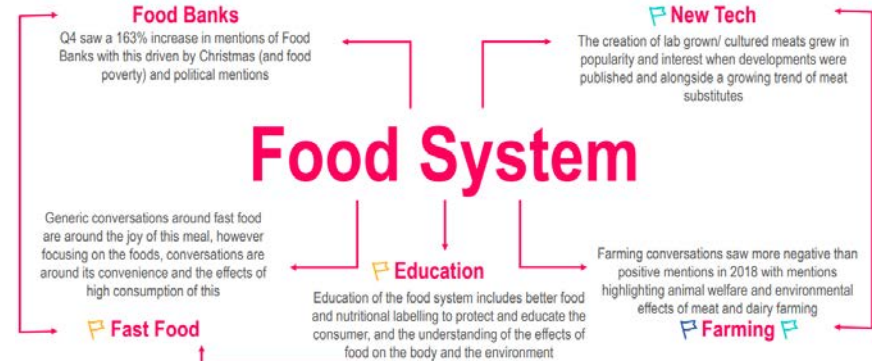 Food Banks
Q4 saw a 163% increase in mentions of Food
Banks with this driven by Christmas (and food
poverty) and political mentions
New Tech
The creation of lab grown/ cultured meats grew in
popularity and interest when developments were
published and alongside a growing trend of meat
substitutes
Food System
Generic conversations around fast food
are around the joy of this meal, however
focusing on the foods, conversations are
around its convenience and the effects of
high consumption of this
Fast Food
Education
Education of the food system includes better food
and nutritional labelling to protect and educate the
consumer, and the understanding of the effects of
food on the body and the environment
Farming conversations saw more negative than
positive mentions in 2018 with mentions
highlighting animal welfare and environmental
effects of meat and dairy farming
Farming